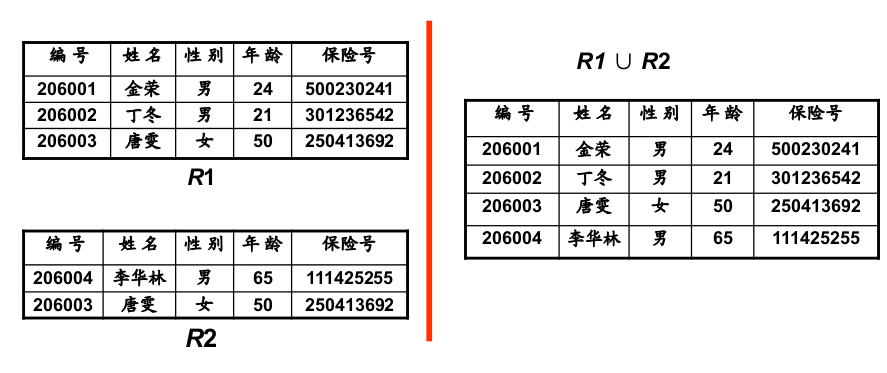 编号 姓名 性别 年龄 保险号
206001 金荣 男 24 500230241
206002 丁冬 男 21 301236542
206003 唐雯 女 50 250413692
R1
编号 姓名 性别 年龄 保险号
206004 李华林 男 65 111425255
206003 唐雯 女 50 250413692
R2
R1 ∪ R2
编号 姓名 性别 年龄 保险号
206001 金荣 男 24 500230241
206002 丁冬 男 21 301236542
206003 唐雯 女 50 250413692
206004 李华林 男 65 111425255